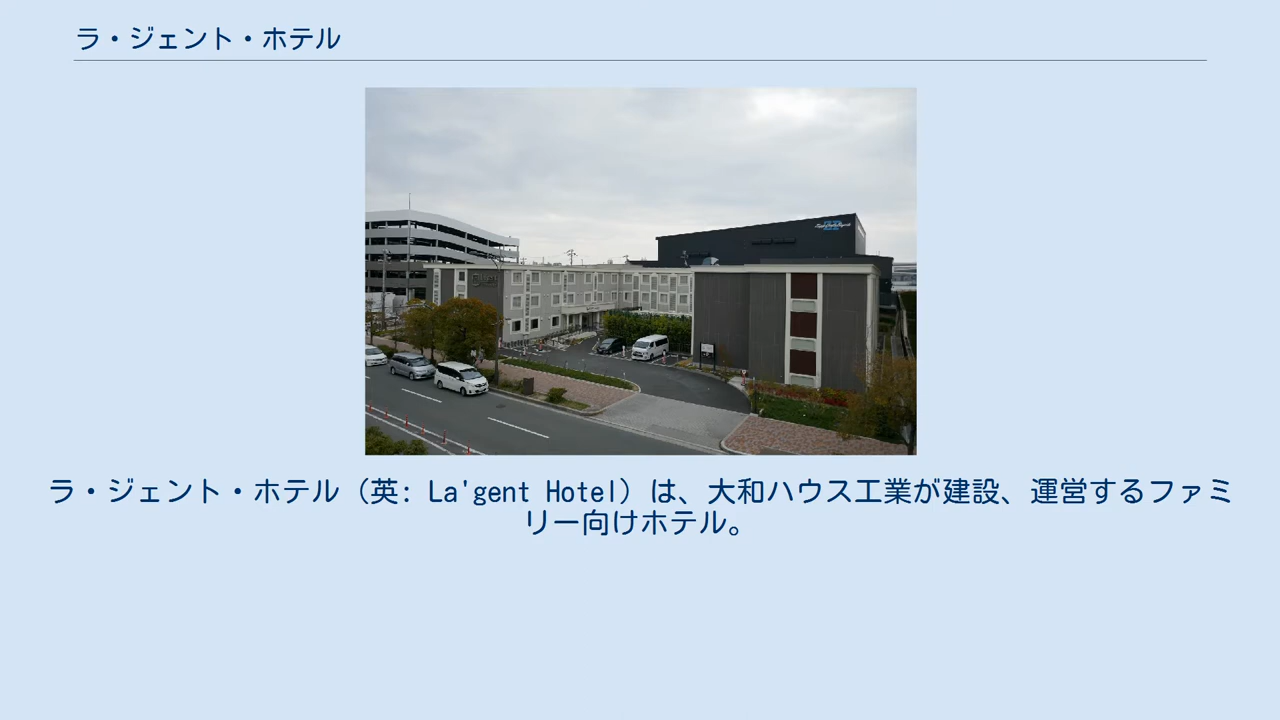 ラ・ジェント・ホテル
ラ・ジェント・ホテル（英: La'gent Hotel）は、大和ハウス工業が建設、運営するファミ
リー向けホテル。